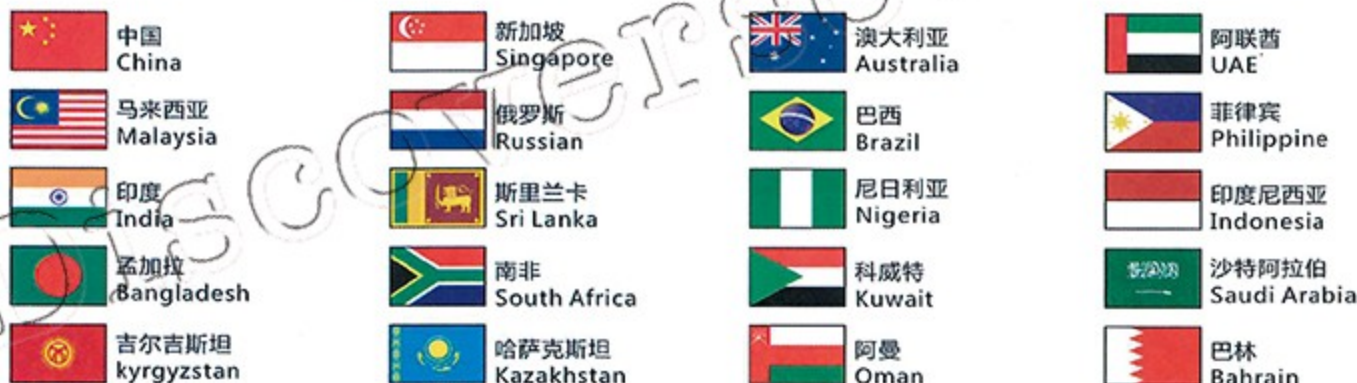 中国
China
新加坡
Singapore
澳大利亚
Australia
阿联酋
UAE
马来西亚
Malaysia
俄罗斯
Russian
巴西
Brazil
菲律宾
Philippine
印度
India
斯里兰卡
Sri Lanka
尼日利亚
Nigeria
印度尼西亚
Indonesia
孟加拉
Bangladesh
南非
South Africa
科威特
Kuwait
沙特阿拉伯
Saudi Arabia
吉尔吉斯坦
kyrgyzstan
哈萨克斯坦
Kazakhstan
阿曼
Oman
巴林
Bahrain